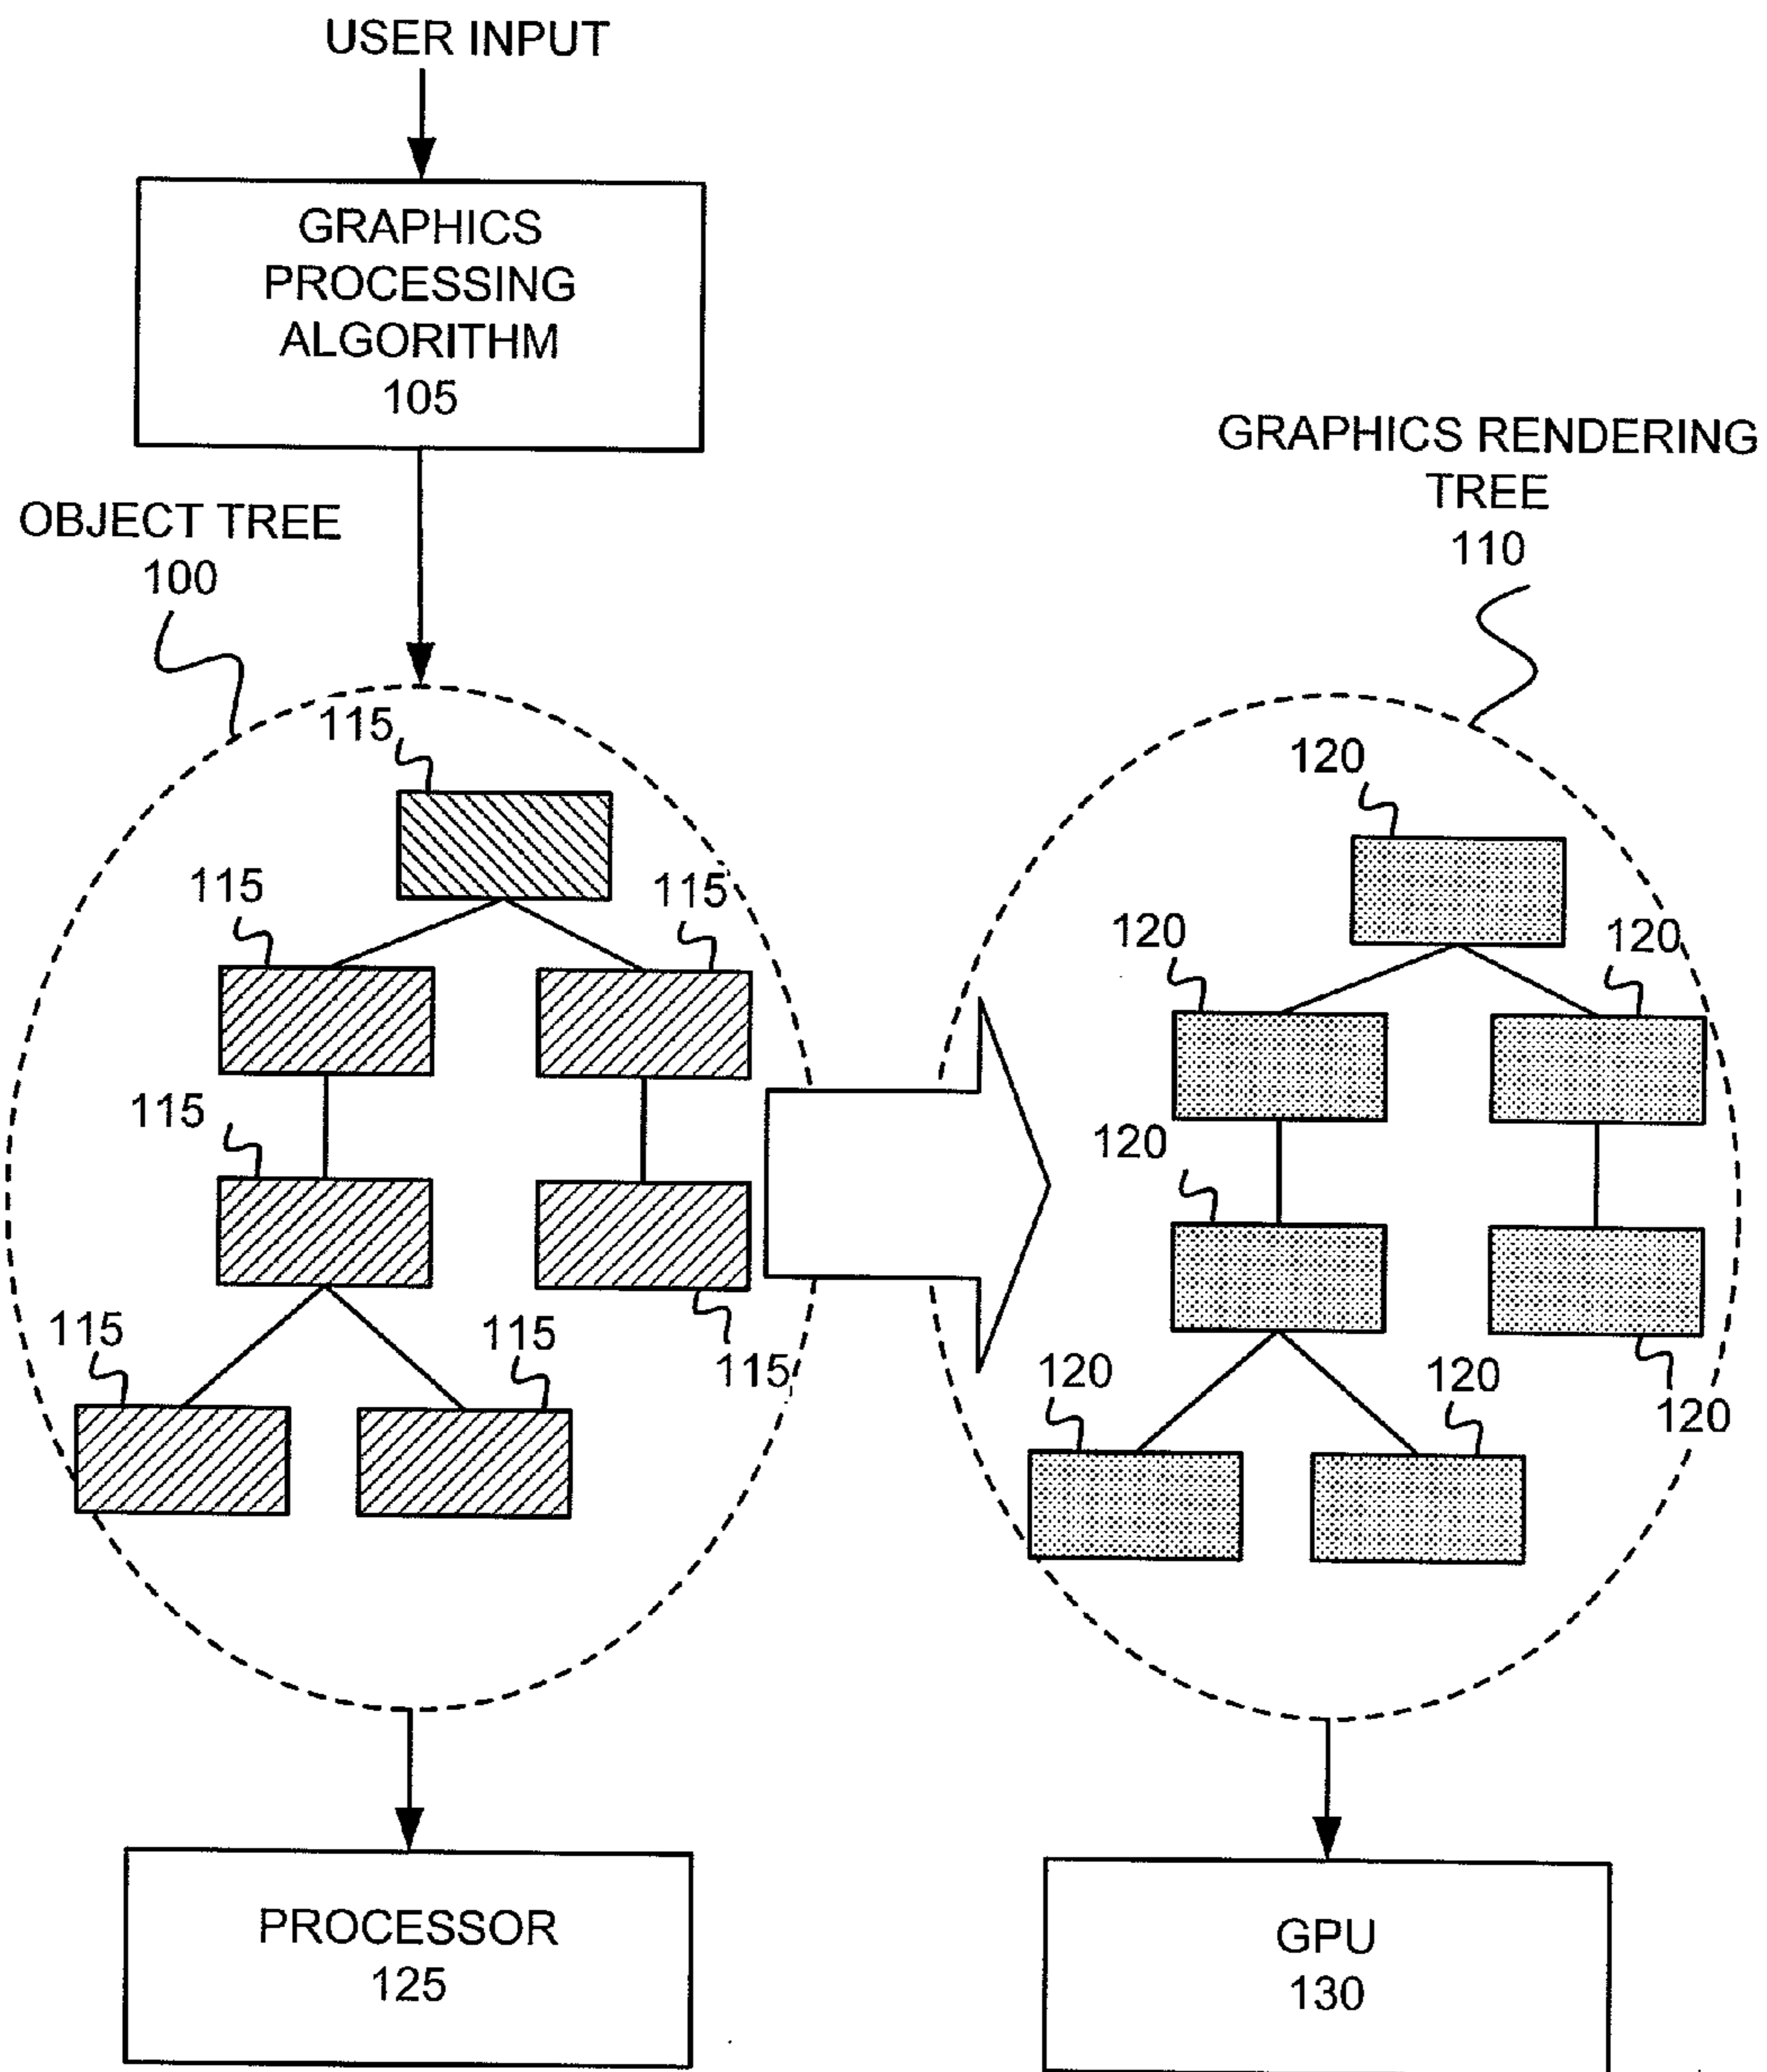 USER INPUT
GRAPHICS
PROCESSING
ALGORITHM
105
GRAPHICS RENDERING
TREE
110
OBJECT TREE
100
115
115
115
115
115
115
115
120
120
120
120
120
120
120
PROCESSOR
125
GPU
130